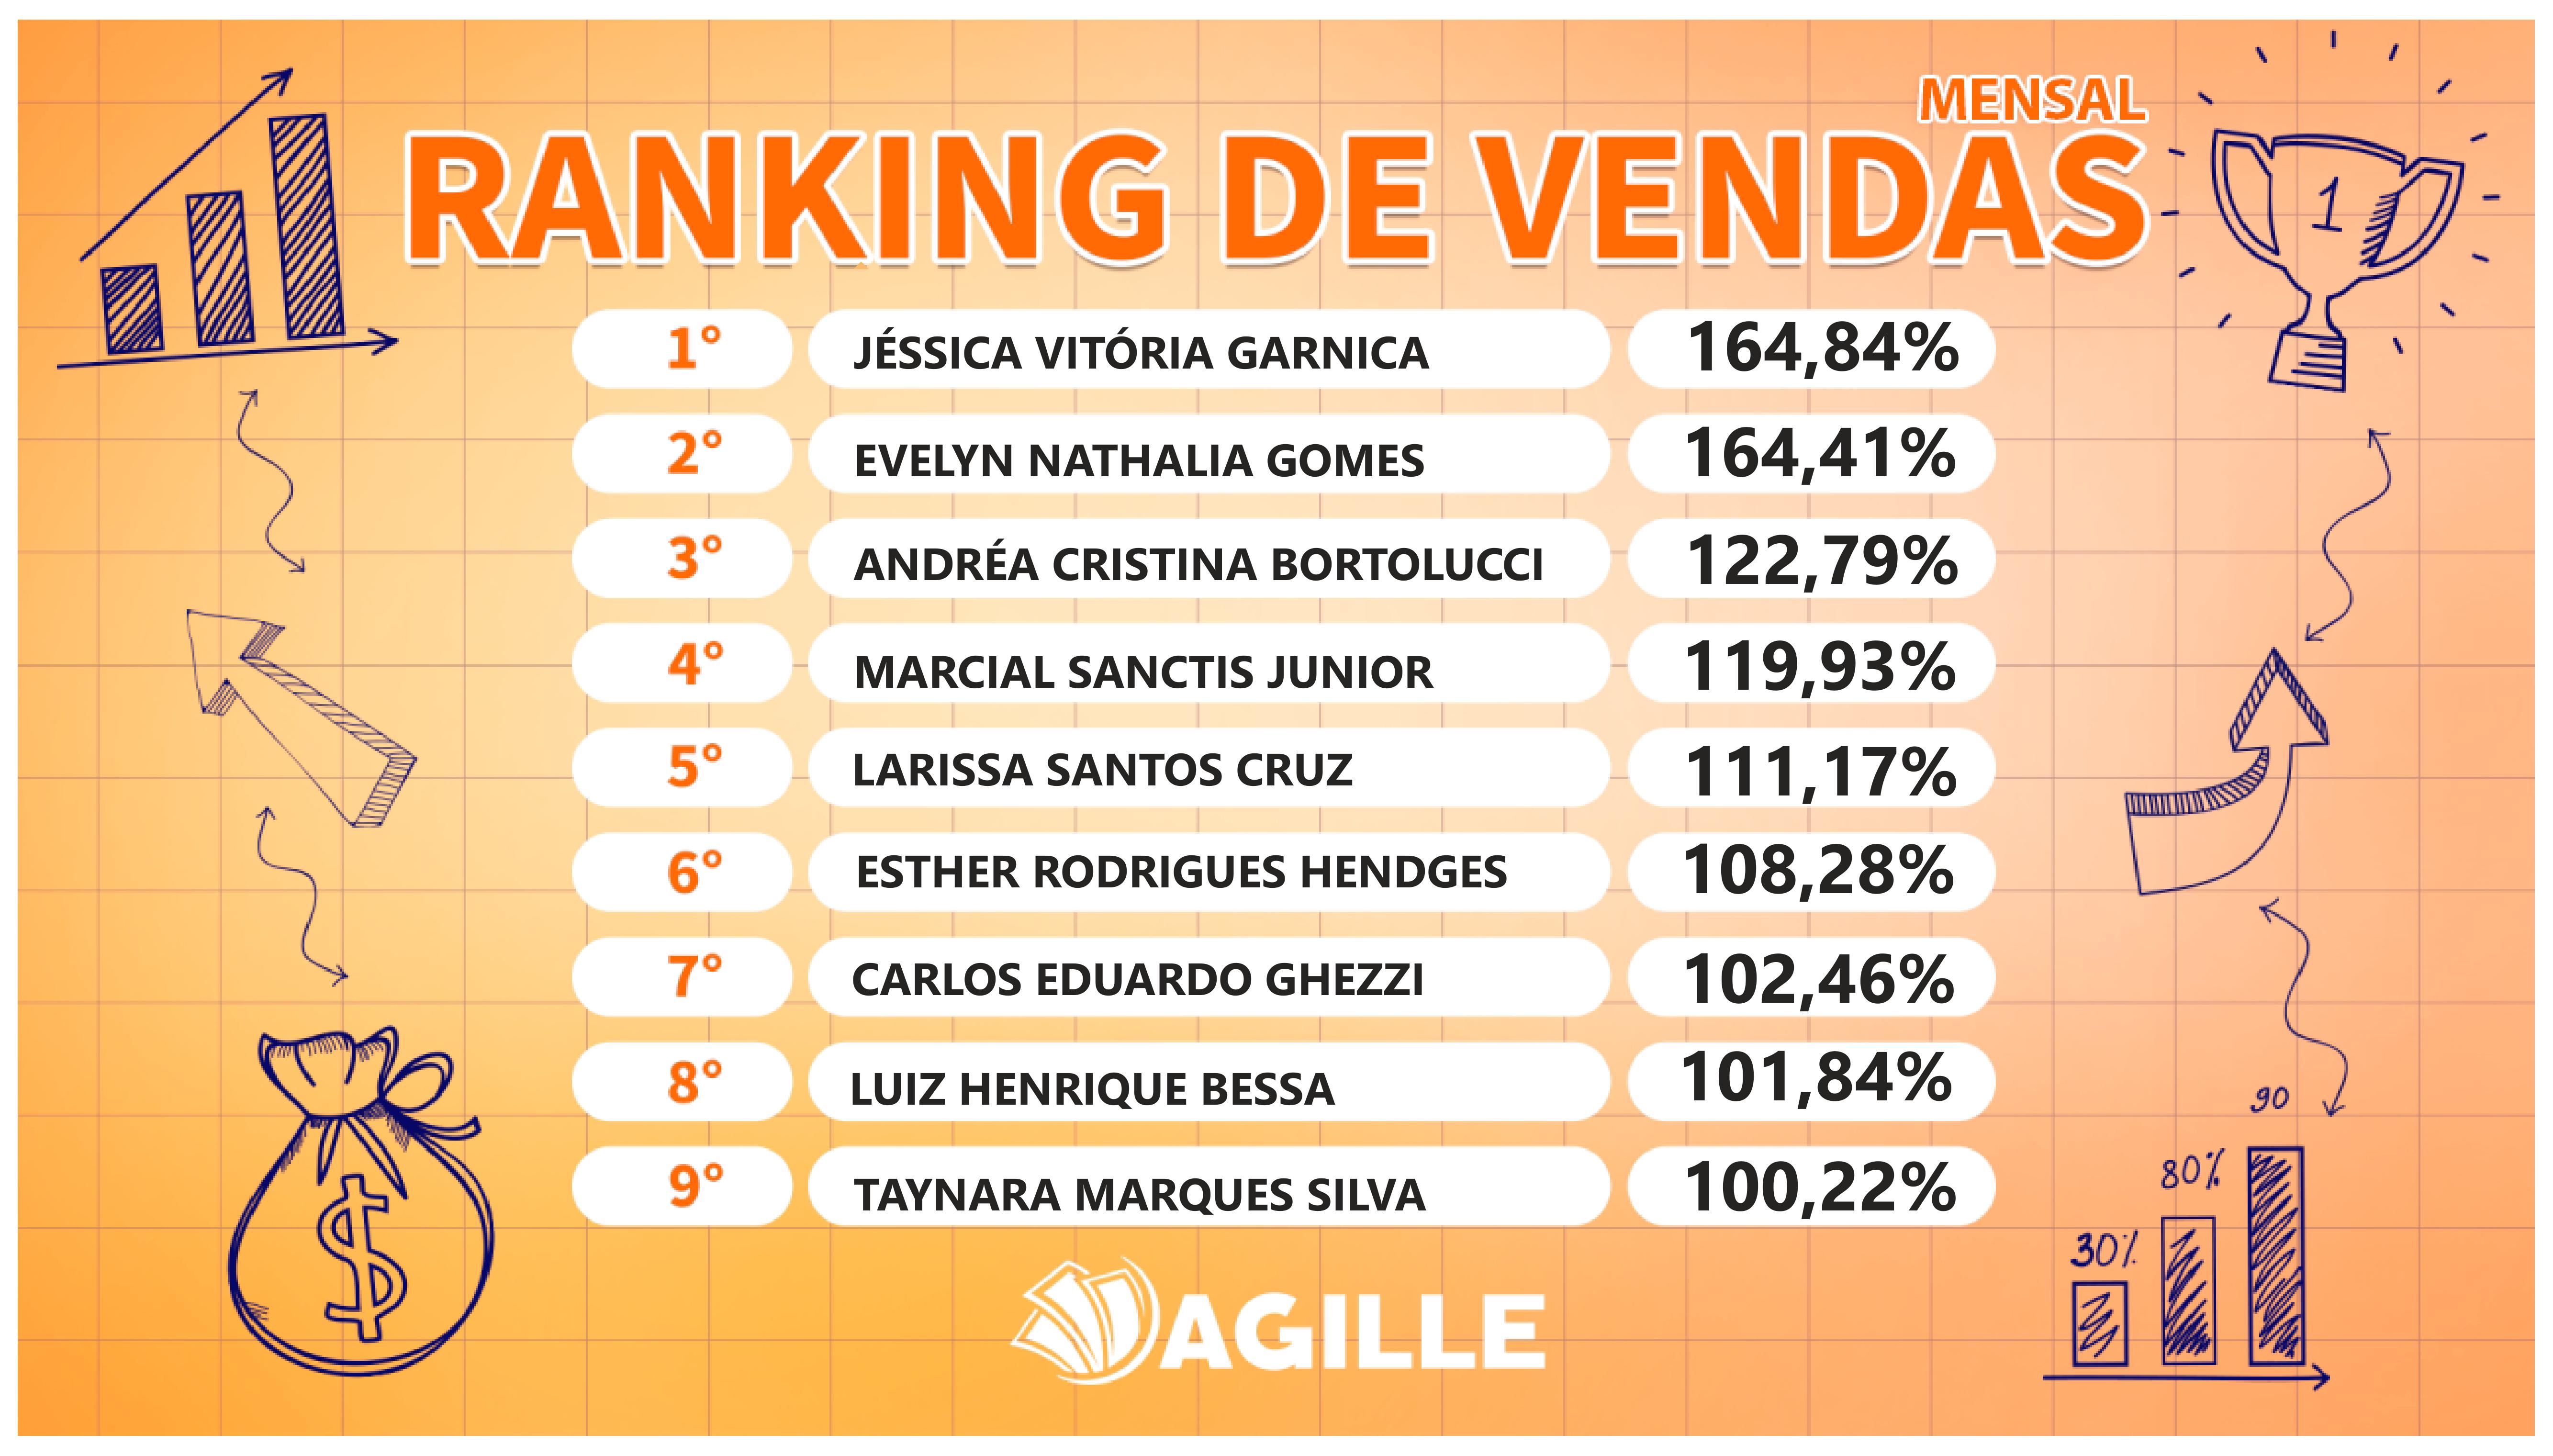 MENSAL
RANKING DE VENDAS
1
1° JÉSSICA VITÓRIA GARNICA 164,84%
2° EVELYN NATHALIA GOMES 164,41%
3° ANDRÉA CRISTINA BORTOLUCCI 122,79%
4° MARCIAL SANCTIS JUNIOR 119,93%
5° LARISSA SANTOS CRUZ 111,17%
6° ESTHER RODRIGUES HENDGES 108,28%
7° CARLOS EDUARDO GHEZZI 102,46%
8° LUIZ HENRIQUE BESSA 101,84%
9° TAYNARA MARQUES SILVA 100,22%
90
80%
30%
$
AGILLE